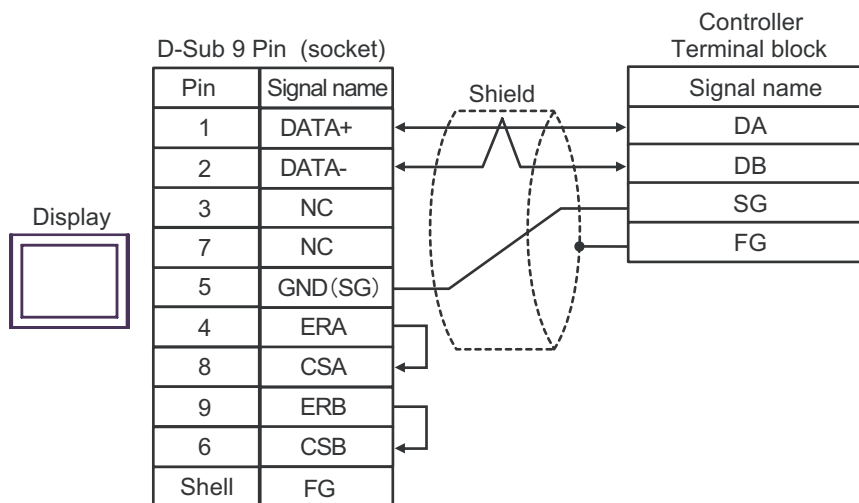 Controller
D-Sub 9 Pin (socket)
Terminal block
Pin
Signal name
Shield
Signal name
1
DATA+
DA
2
DATA-
DB
3
NC
SG
Display
7
NC
FG
5
GND(SG)
4
ERA
8
CSA
9
ERB
6
CSB
Shell
FG